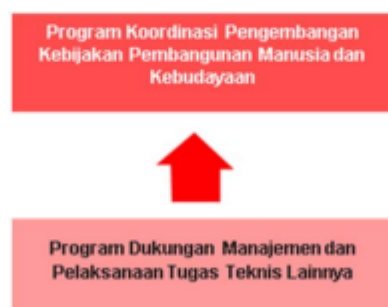 Program Koordinasi Pengembangan
Kebijakan Pembangunan Manusia dan
Kebudayaan
Program Dukungan Manajemen dan
Pelaksanaan Tugas Teknis Lainnya